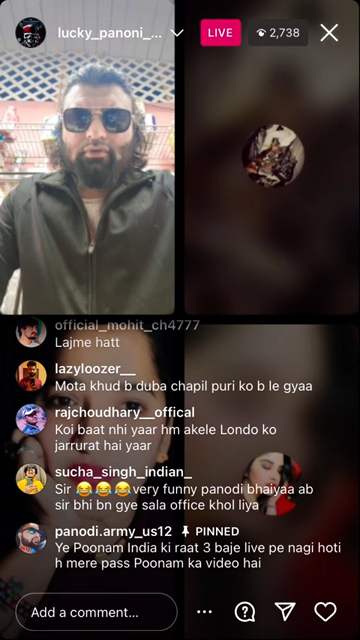 lucky_panoni_...
LIVE
2,738
official_mohit_ch4777
Lajme hatt
lazyloozer__
Mota khud b duba chapil puri ko b le gyaa
rajchoudhary__offical
Koi baat nhi yaar hm akele Londo ko
jarrurat hai yaar
sucha_singh_indian_
Sir 😂😂😂very funny panodi bhaiyaa ab
sir bhi bn gye sala office khol liya
panodi.army_us12 📌 PINNED
Ye Poonam India ki raat 3 baje live pe nagi hoti
h mere pass Poonam ka video hai
Add a comment...